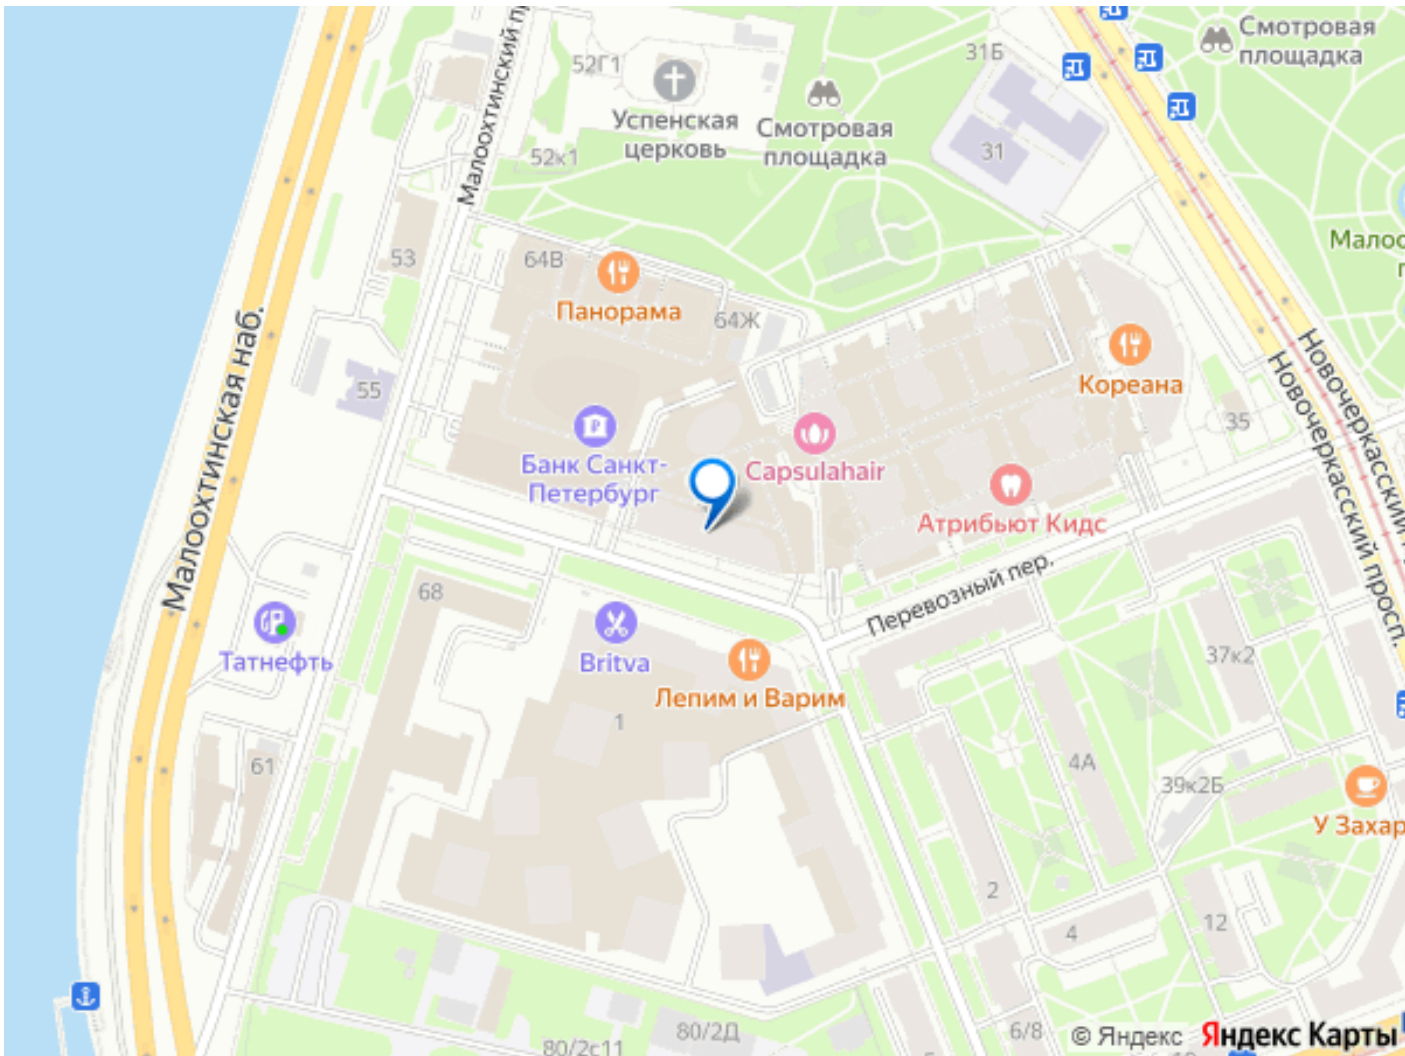 Смотровая
площадка
31Б
52Г1
Малоохтинский
Успенская
церковь
Смотровая
площадка
52к1
31
53
64В
Панорама
64Ж
Малоохтинская наб.
55
Кореана
35
Новочеркасский
Новочеркасский просп.
Банк Санкт-
Петербург
Capsulahair
Атрибьют Кидс
Перевозный пер.
68
Татнефть
Britva
Лепим и Варим
37к2
1
61
4А
39к2Б
У Захар
2
4
12
80/2Д
80/2с11
6/8
© Яндекс Яндекс Карты